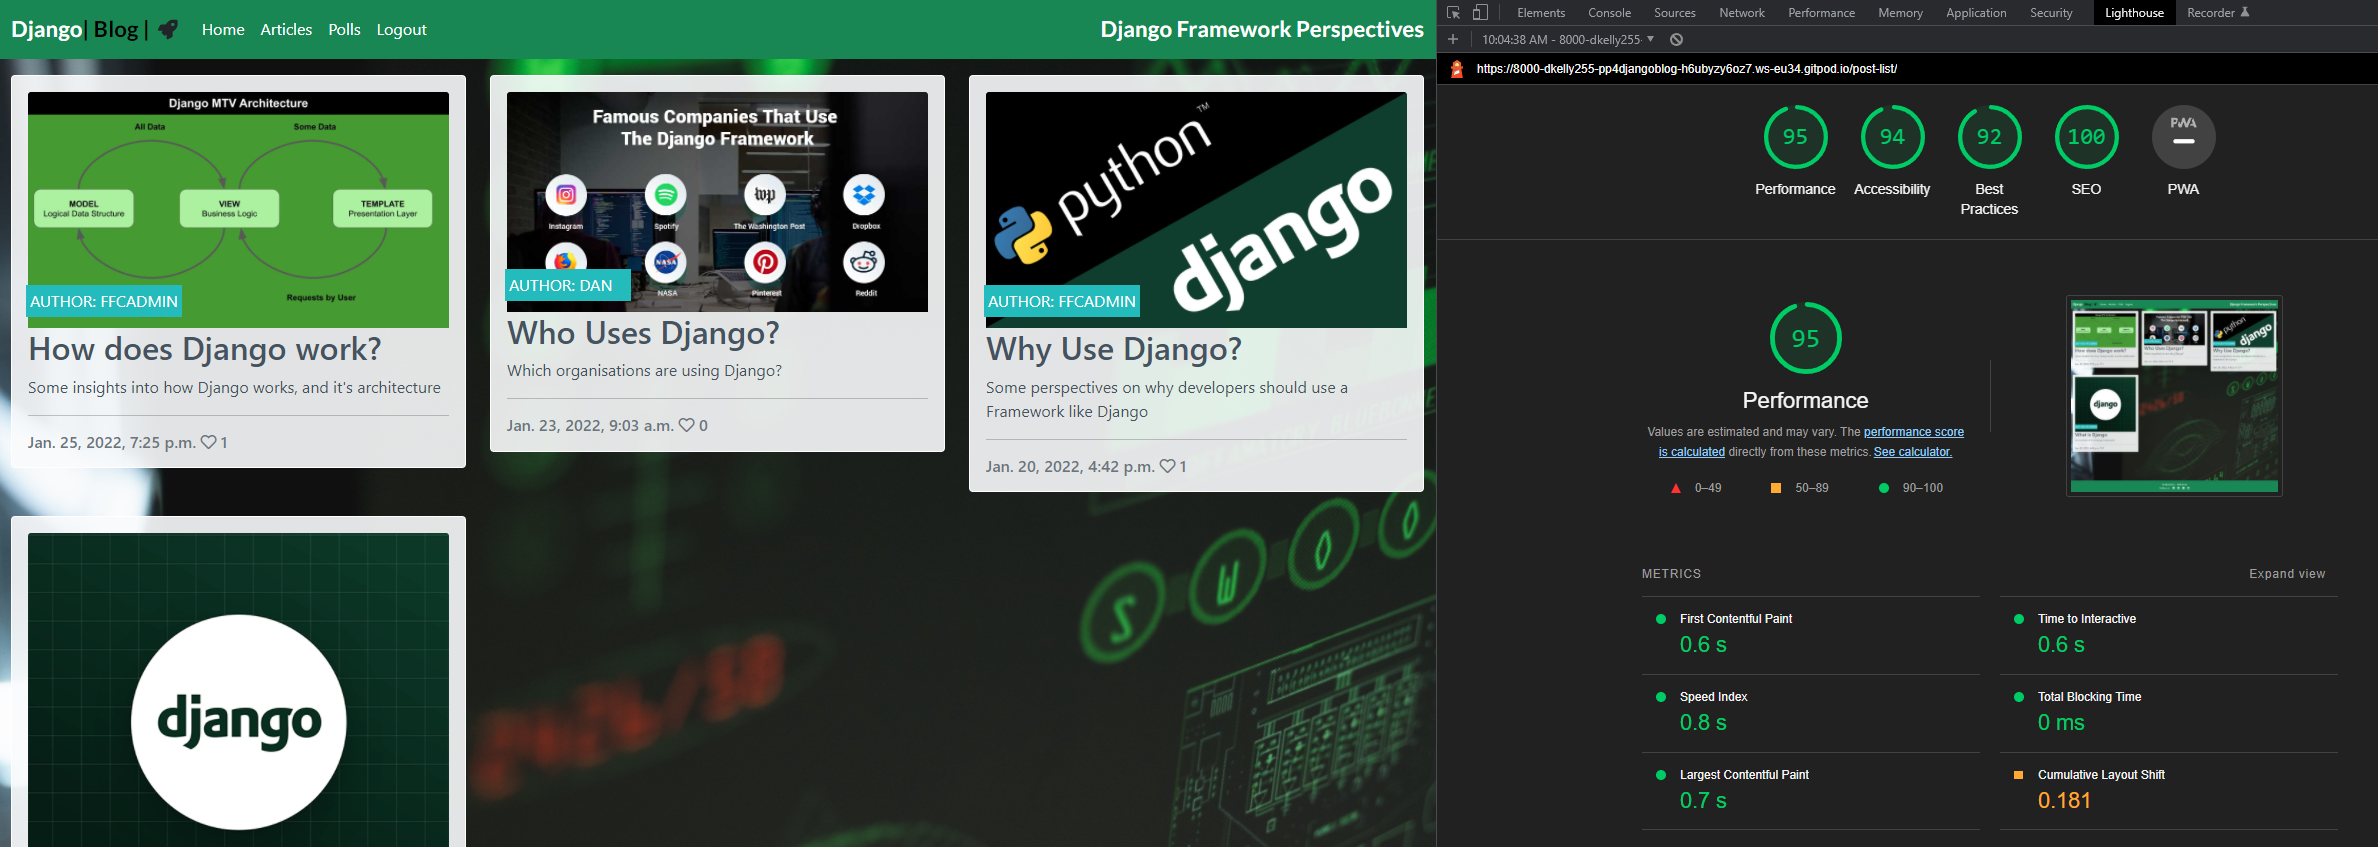 Django| Blog |
Home Articles Polls Logout
Django Framework Perspectives
Django MTV Architecture
All Data Some Data
MODEL
Logical Data Structure
VIEW
Business Logic
TEMPLATE
Presentation Layer
Requests by User
AUTHOR: FFCADMIN
How does Django work?
Some insights into how Django works, and it's architecture
Jan. 25, 2022, 7:25 p.m. 1
Famous Companies That Use
The Django Framework
Instagram Spotify The Washington Post Dropbox
NASA
NASA Pinterest Reddit
AUTHOR: DAN
Who Uses Django?
Which organisations are using Django?
Jan. 23, 2022, 9:03 a.m. 0
python™
django
AUTHOR: FFCADMIN
Why Use Django?
Some perspectives on why developers should use a
Framework like Django
Jan. 20, 2022, 4:42 p.m. 1
django
Elements Console Sources Network Performance Memory Application Security Lighthouse Recorder
10:04:38 AM - 8000-dkelly255-
https://8000-dkelly255-pp4djangoblog-h6ubyzy6oz7.ws-eu34.gitpod.io/post-list/
95 94 92 100 PWA
Performance Accessibility Best SEO PWA
Practices
95
Performance
Values are estimated and may vary. The performance score
is calculated directly from these metrics. See calculator.
0–49 50–89 90–100
METRICS Expand view
First Contentful Paint
0.6 s
Time to Interactive
0.6 s
Speed Index
0.8 s
Total Blocking Time
0 ms
Largest Contentful Paint
0.7 s
Cumulative Layout Shift
0.181